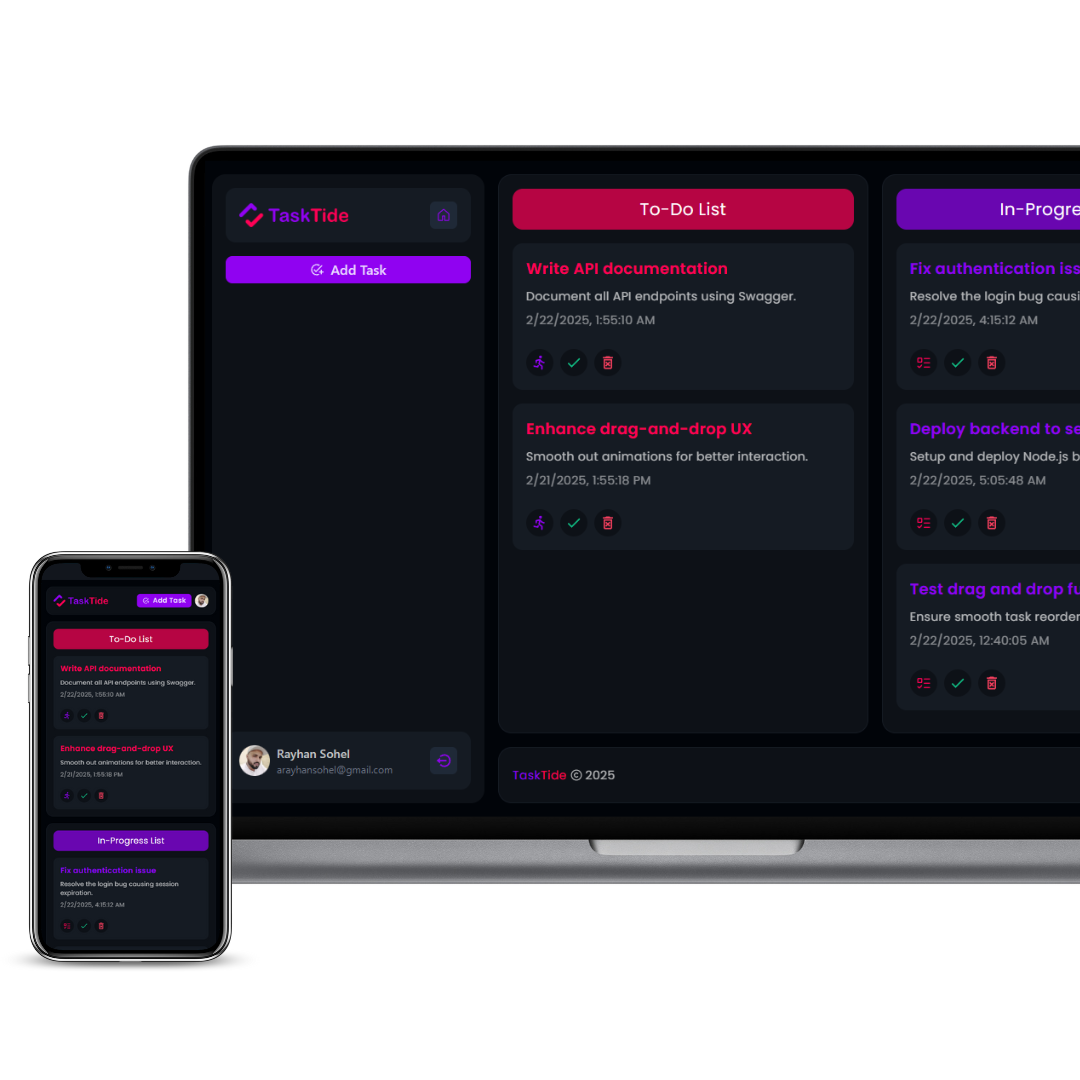 TaskTide
Add Task
Rayhan Sohel
arayhansohel@gmail.com
To-Do List
Write API documentation
Document all API endpoints using Swagger.
2/22/2025, 1:55:10 AM
Enhance drag-and-drop UX
Smooth out animations for better interaction.
2/21/2025, 1:55:18 PM
In-Progre
Fix authentication iss
Resolve the login bug causi
2/22/2025, 4:15:12 AM
Deploy backend to se
Setup and deploy Node.js b
2/22/2025, 5:05:48 AM
Test drag and drop fu
Ensure smooth task reorder
2/22/2025, 12:40:05 AM
TaskTide © 2025
TaskTide
Add Task
To-Do List
Write API documentation
Document all API endpoints using Swagger.
2/22/2025, 1:55:10 AM
Enhance drag-and-drop UX
Smooth out animations for better interaction.
2/21/2025, 1:55:18 PM
In-Progress List
Fix authentication issue
Resolve the login bug causing session
expiration.
2/22/2025, 4:15:12 AM